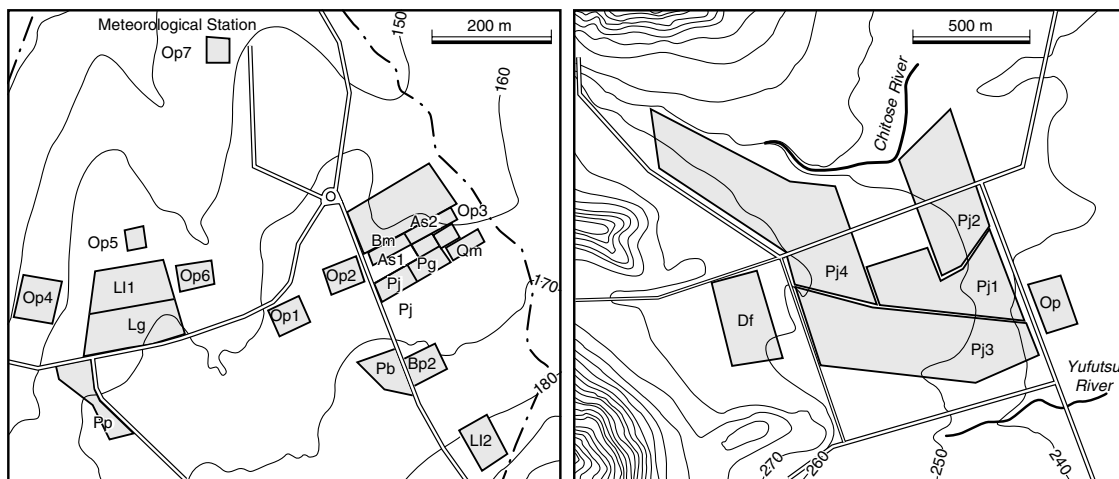 Meteorological Station
Op7
150
200 m
160
Op3
As2
Bm
As1
Qm
Pg
Op5
Op6
Op2
Pj
Op4
LI1
Pj
Lg
Op1
170
Pb
Bp2
180
Pp
LI2
500 m
Chitose River
Pj2
Pj4
Pj1
Op
Df
Pj3
Yufutsu
River
270
260
250
240